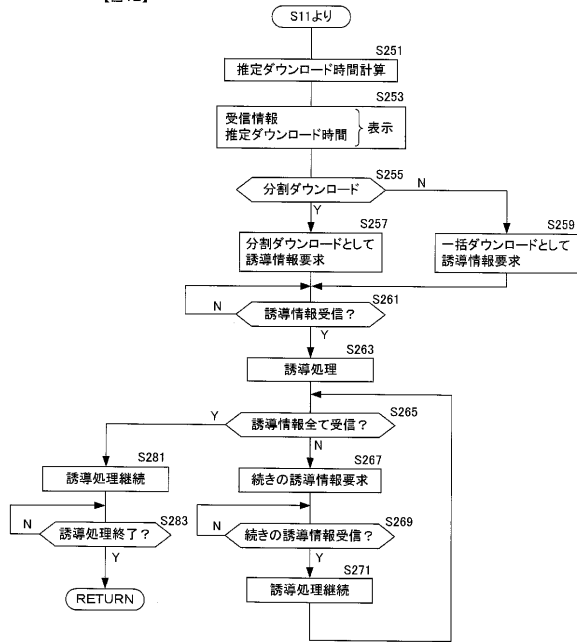 S11より
S251
推定ダウンロード時間計算
S253
受信情報
推定ダウンロード時間
表示
S255
分割ダウンロード
N
Y
S257
S259
分割ダウンロードとして
誘導情報要求
一括ダウンロードとして
誘導情報要求
S261
N
誘導情報受信?
Y
S263
誘導処理
Y
S265
誘導情報全て受信?
N
S281
S267
誘導処理継続
続きの誘導情報要求
S283
S269
N
誘導処理終了?
N
続きの誘導情報受信?
Y
Y
S271
RETURN
誘導処理継続